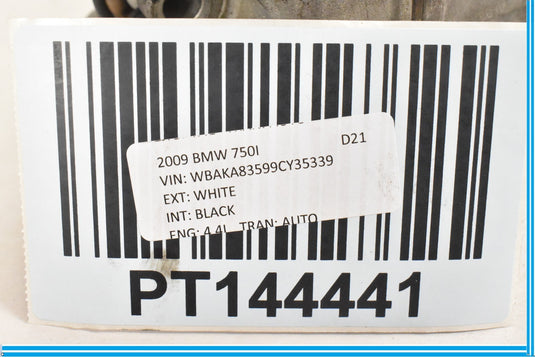 2009 BMW 750I D21
VIN: WBAKA83599CY35339
EXT: WHITE
INT: BLACK
ENG: 4.4L TRAN: AUTO
PT144441